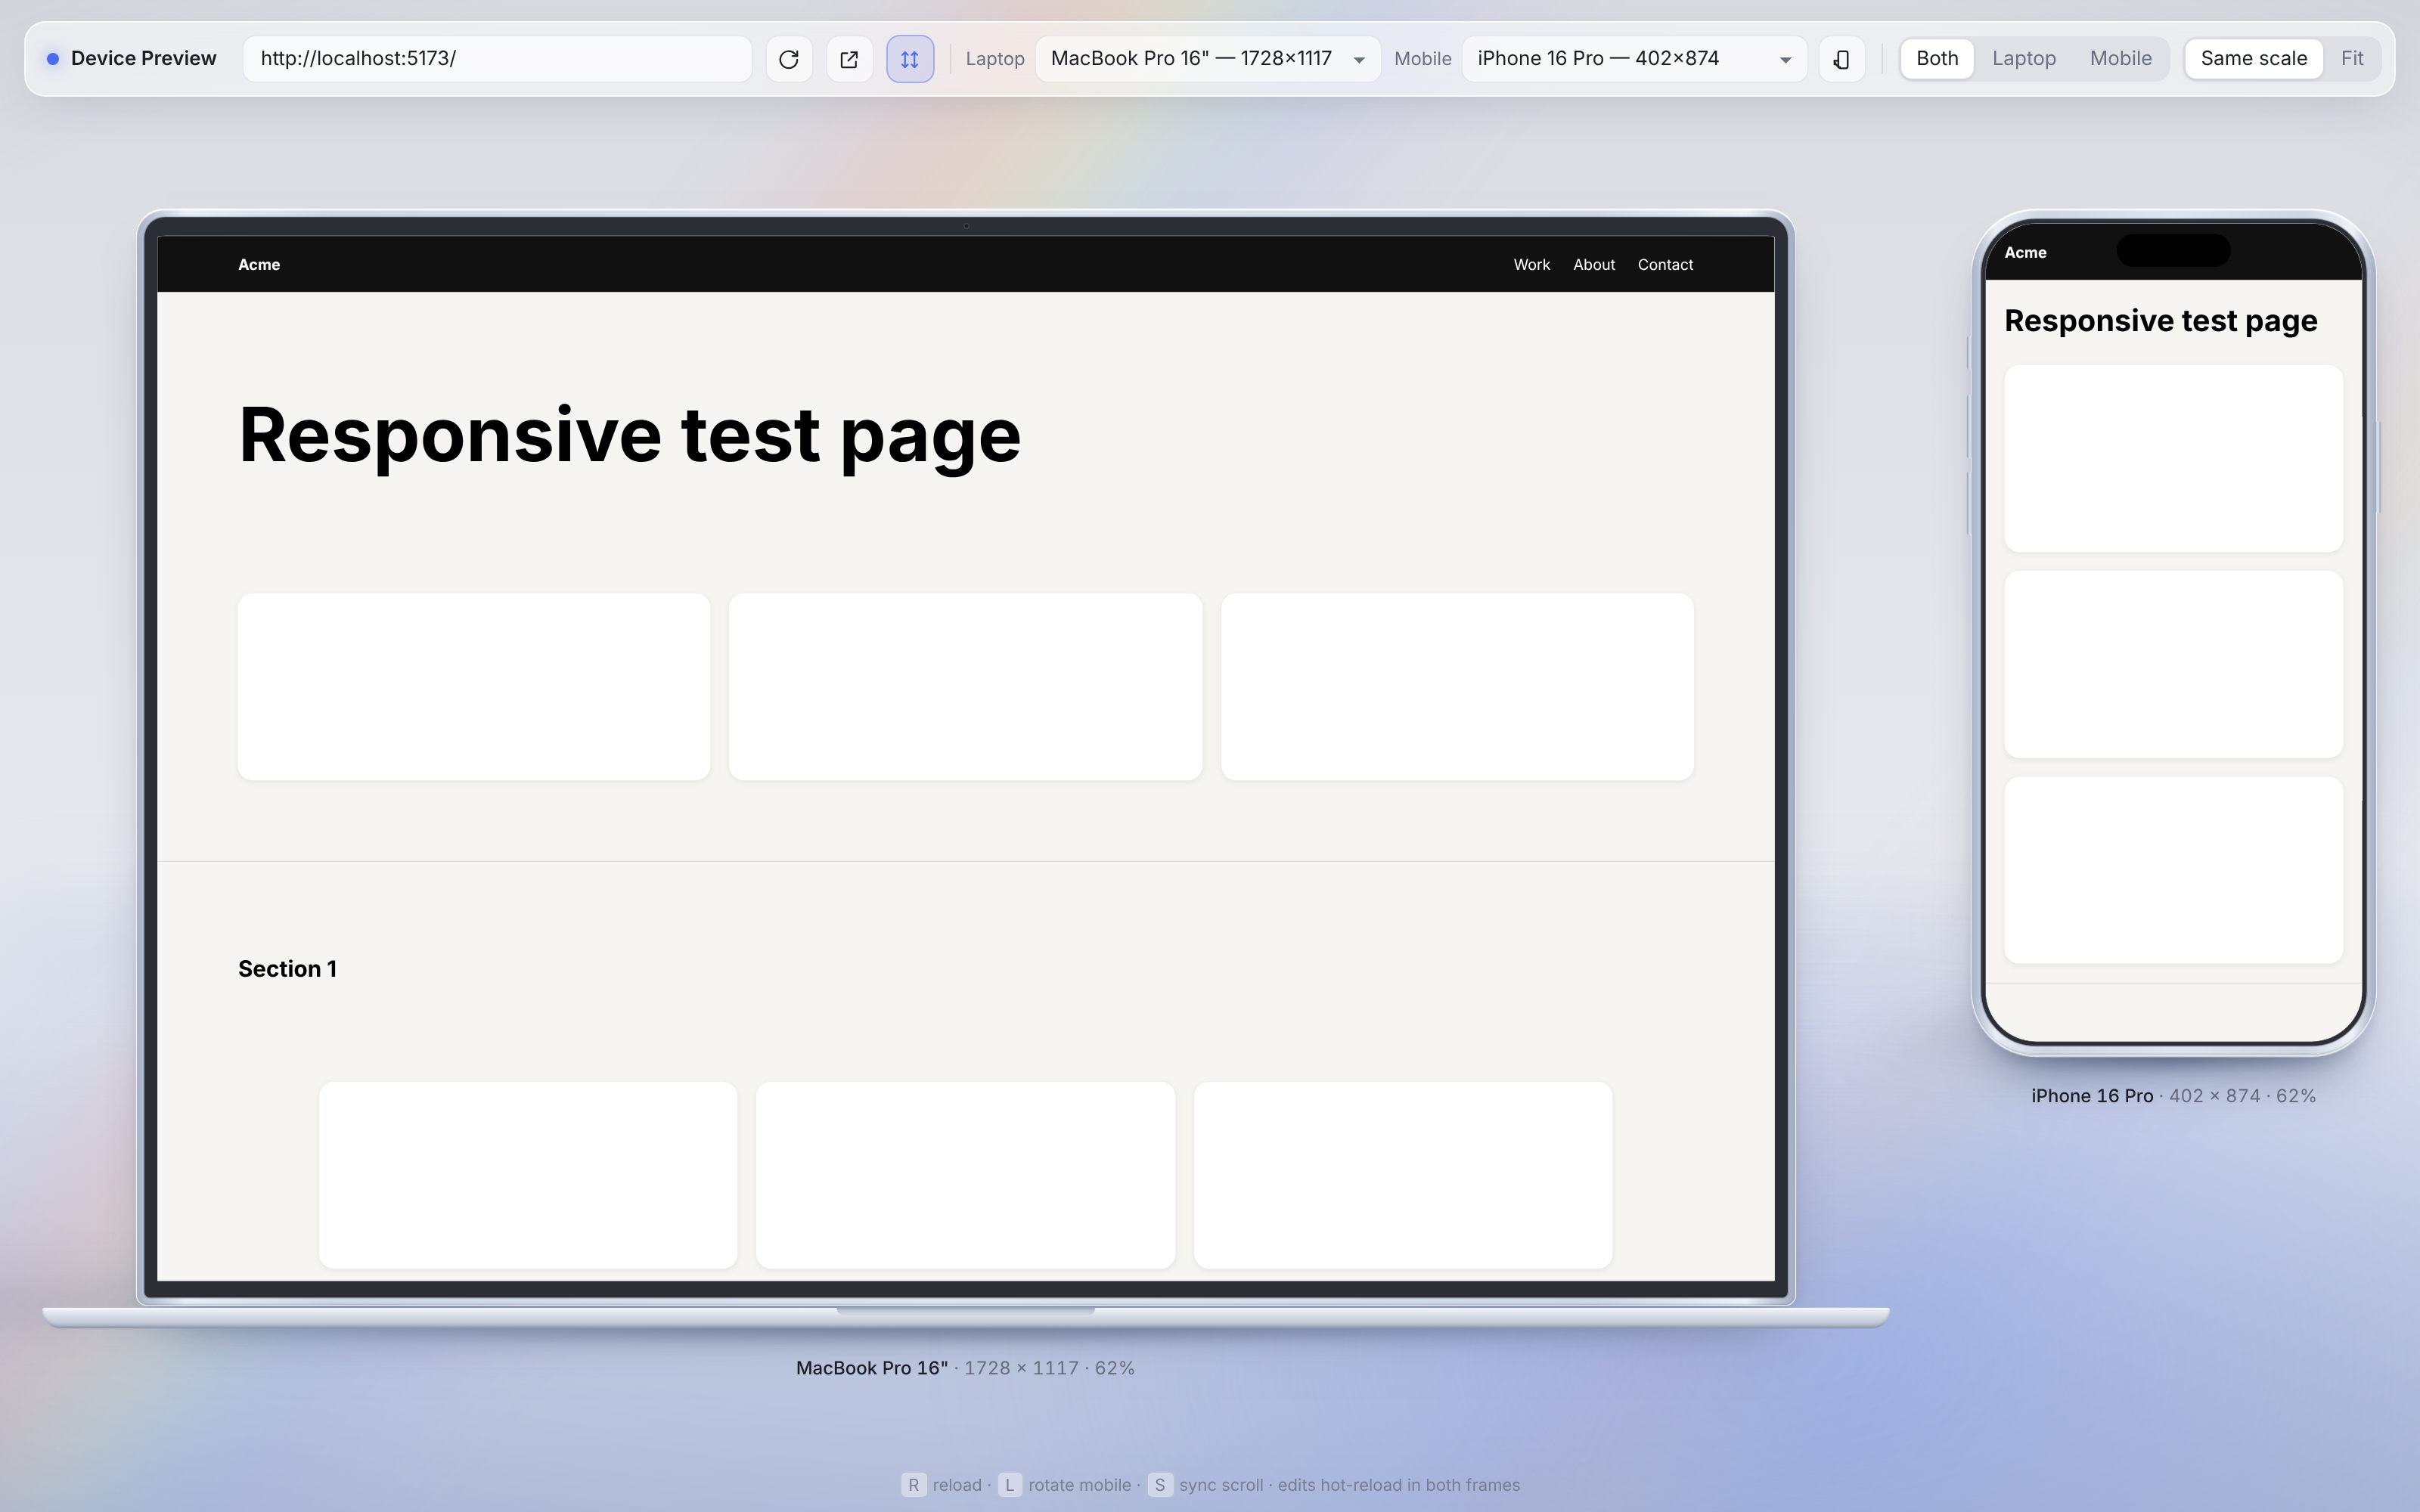 Device Preview
http://localhost:5173/
Laptop
MacBook Pro 16" — 1728×1117
Mobile
iPhone 16 Pro — 402×874
Both
Laptop
Mobile
Same scale
Fit
Acme
Work
About
Contact
Responsive test page
Section 1
MacBook Pro 16" · 1728 × 1117 · 62%
Acme
Responsive test page
iPhone 16 Pro · 402 × 874 · 62%
R reload · L rotate mobile · S sync scroll · edits hot-reload in both frames